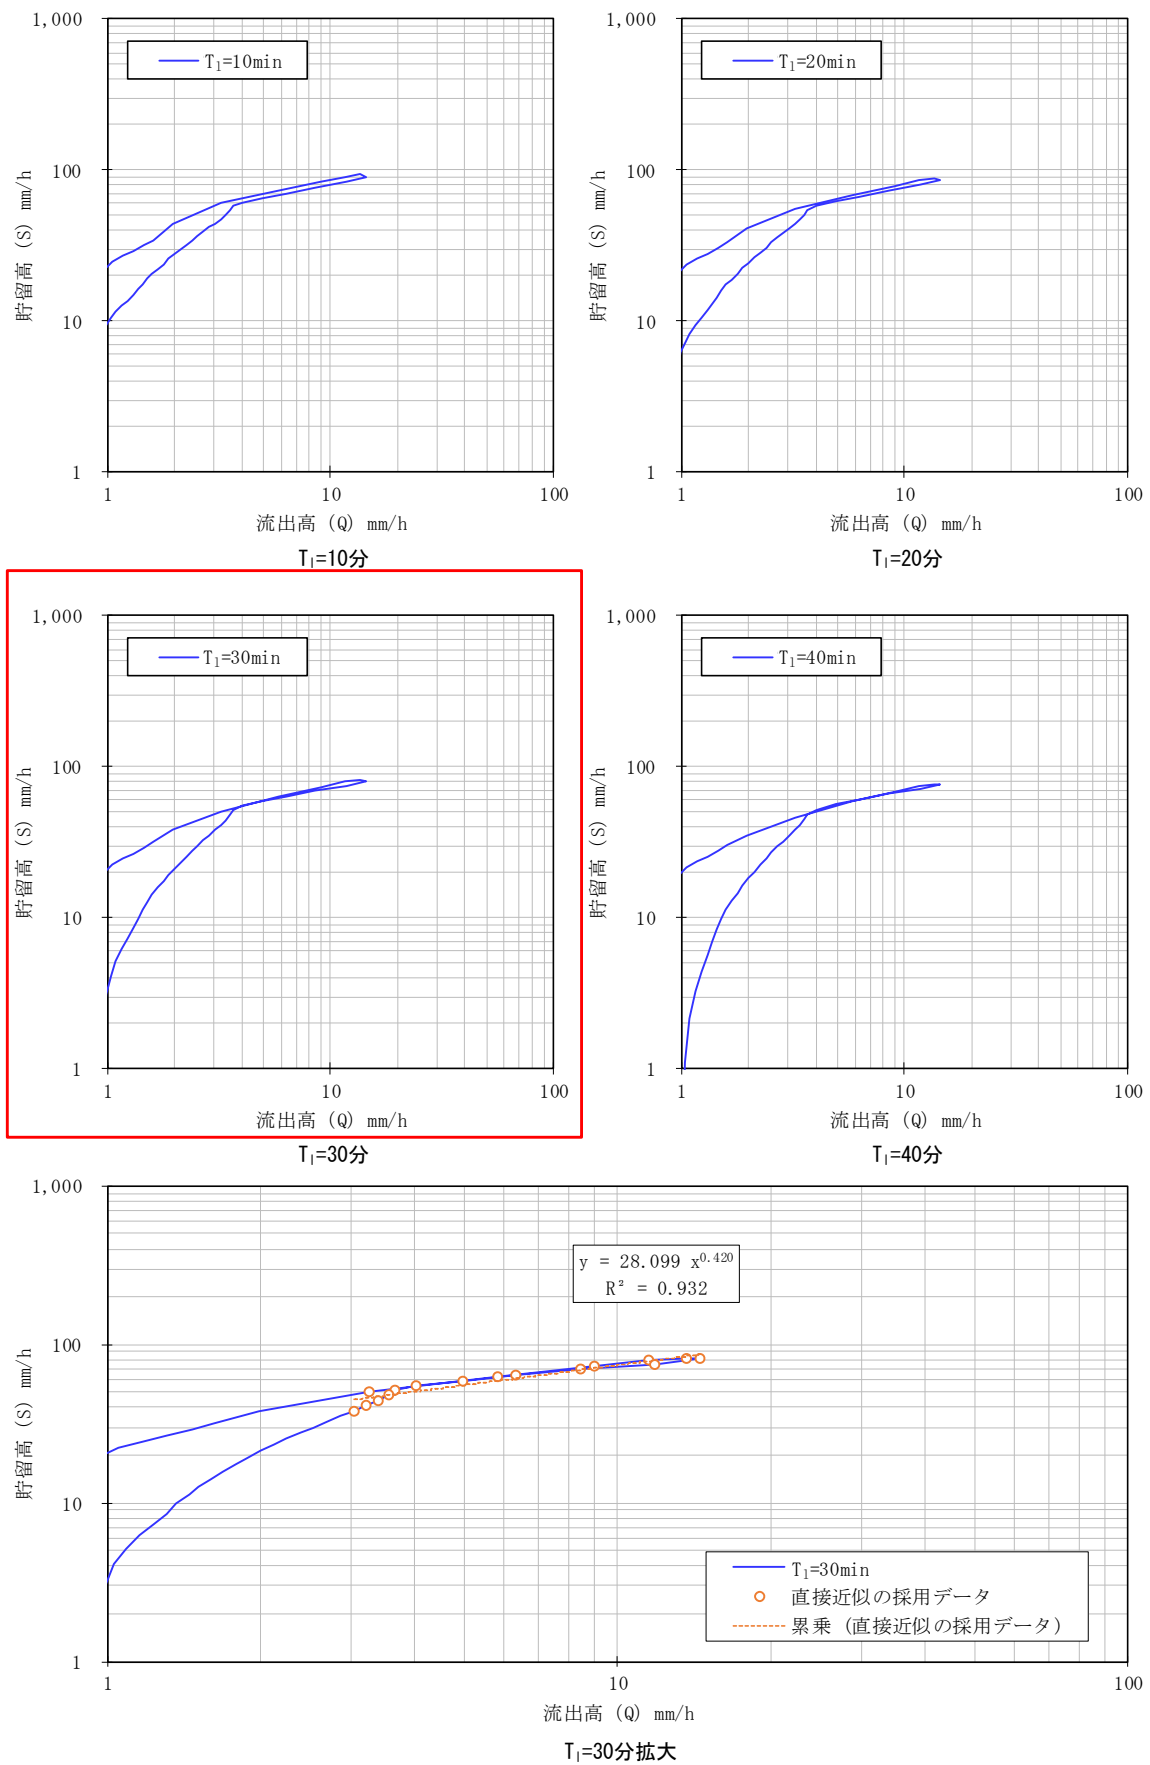 1,000
100
10
1
T1=10min
貯留高 (S) mm/h
1
10
100
流出高 (Q) mm/h
Tl=10分
1,000
100
10
1
T1=20min
貯留高 (S) mm/h
1
10
100
流出高 (Q) mm/h
Tl=20分
1,000
100
10
1
T1=30min
貯留高 (S) mm/h
1
10
100
流出高 (Q) mm/h
Tl=30分
1,000
100
10
1
T1=40min
貯留高 (S) mm/h
1
10
100
流出高 (Q) mm/h
Tl=40分
1,000
100
10
1
貯留高 (S) mm/h
y = 28.099 x^0.420
R² = 0.932
T1=30min
直接近似の採用データ
累乗 (直接近似の採用データ)
1
10
100
流出高 (Q) mm/h
Tl=30分拡大